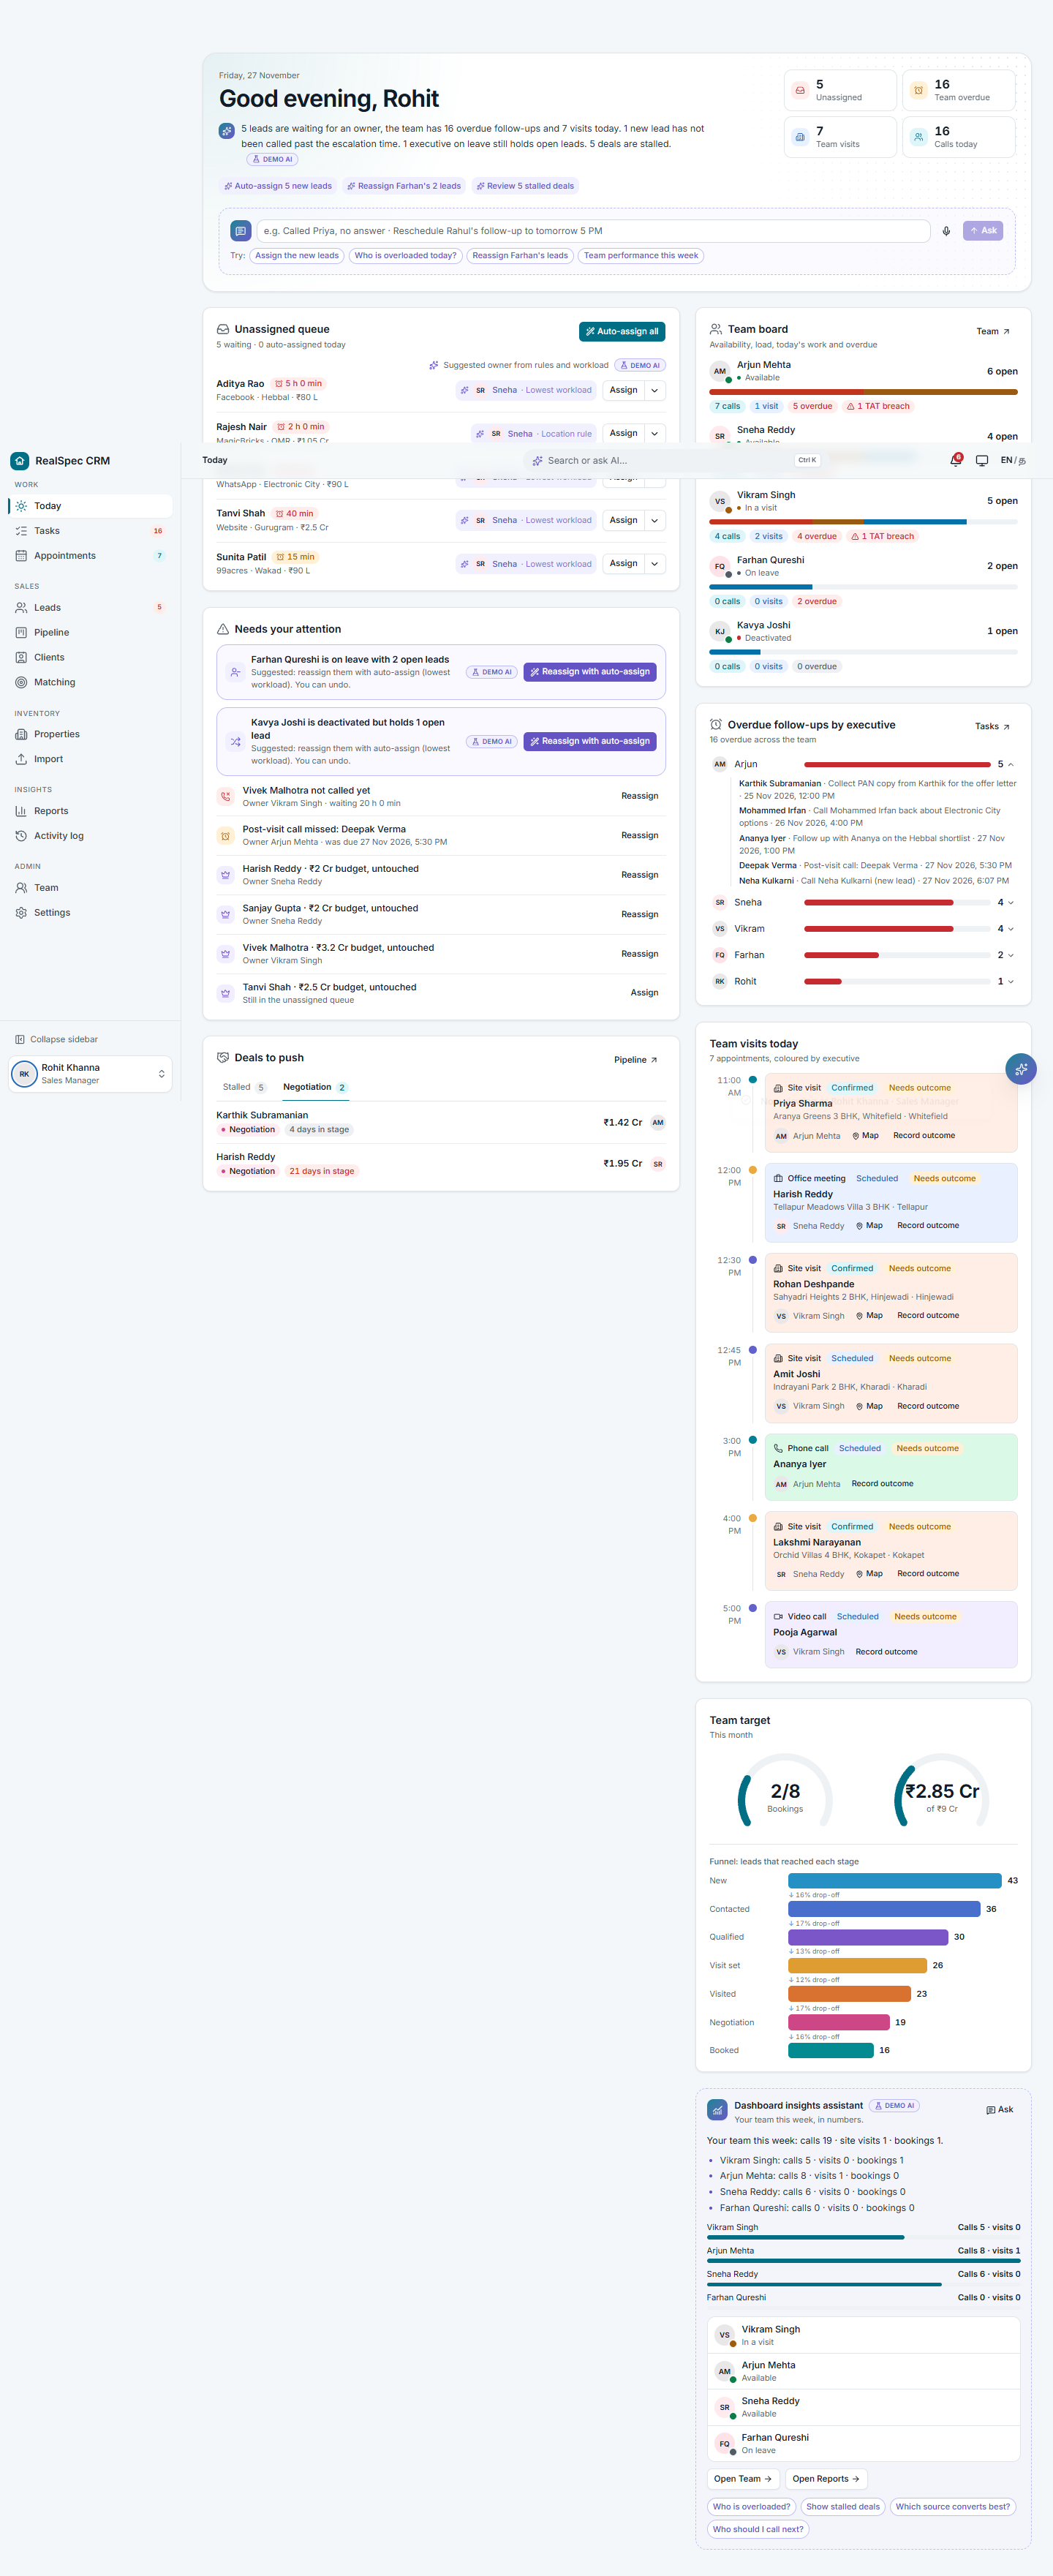 Friday, 27 November
Good evening, Rohit
5 leads are waiting for an owner, the team has 16 overdue follow-ups and 7 visits today. 1 new lead has not
been called past the escalation time. 1 executive on leave still holds open leads. 5 deals are stalled.
DEMO AI
5
Unassigned
16
Team overdue
7
Team visits
16
Calls today
Auto-assign 5 new leads
Reassign Farhan's 2 leads
Review 5 stalled deals
e.g. Called Priya, no answer · Reschedule Rahul's follow-up to tomorrow 5 PM
Ask
Try:
Assign the new leads
Who is overloaded today?
Reassign Farhan's leads
Team performance this week
Unassigned queue
Auto-assign all
5 waiting · 0 auto-assigned today
Suggested owner from rules and workload DEMO AI
Aditya Rao 5 h 0 min
Facebook · Hebbal · ₹80 L
SR Sneha · Lowest workload Assign
Rajesh Nair 2 h 0 min
MagicBricks · OMR · ₹1.05 Cr
SR Sneha · Location rule Assign
WhatsApp · Electronic City · ₹90 L
Tanvi Shah 40 min
Website · Gurugram · ₹2.5 Cr
SR Sneha · Lowest workload Assign
Sunita Patil 15 min
99acres · Wakad · ₹90 L
SR Sneha · Lowest workload Assign
RealSpec CRM
Today
Search or ask AI...
Ctrl K
6
EN / த
WORK
Today
Tasks 16
Appointments 7
SALES
Leads 5
Pipeline
Clients
Matching
INVENTORY
Properties
Import
INSIGHTS
Reports
Activity log
ADMIN
Team
Settings
Collapse sidebar
RK
Rohit Khanna
Sales Manager
Needs your attention
Farhan Qureshi is on leave with 2 open leads
Suggested: reassign them with auto-assign (lowest
workload). You can undo.
DEMO AI Reassign with auto-assign
Kavya Joshi is deactivated but holds 1 open
lead
Suggested: reassign them with auto-assign (lowest
workload). You can undo.
DEMO AI Reassign with auto-assign
Vivek Malhotra not called yet
Owner Vikram Singh · waiting 20 h 0 min
Reassign
Post-visit call missed: Deepak Verma
Owner Arjun Mehta · was due 27 Nov 2026, 5:30 PM
Reassign
Harish Reddy · ₹2 Cr budget, untouched
Owner Sneha Reddy
Reassign
Sanjay Gupta · ₹2 Cr budget, untouched
Owner Sneha Reddy
Reassign
Vivek Malhotra · ₹3.2 Cr budget, untouched
Owner Vikram Singh
Reassign
Tanvi Shah · ₹2.5 Cr budget, untouched
Still in the unassigned queue
Assign
Deals to push
Pipeline
Stalled 5 Negotiation 2
Karthik Subramanian
Negotiation 4 days in stage
₹1.42 Cr AM
Harish Reddy
Negotiation 21 days in stage
₹1.95 Cr SR
Team board
Team
Availability, load, today's work and overdue
AM Arjun Mehta
Available
6 open
7 calls 1 visit 5 overdue 1 TAT breach
SR Sneha Reddy
Available
4 open
VS Vikram Singh
In a visit
5 open
4 calls 2 visits 4 overdue 1 TAT breach
FQ Farhan Qureshi
On leave
2 open
0 calls 0 visits 2 overdue
KJ Kavya Joshi
Deactivated
1 open
0 calls 0 visits 0 overdue
Overdue follow-ups by executive
Tasks
16 overdue across the team
AM Arjun 5
Karthik Subramanian · Collect PAN copy from Karthik for the offer letter
· 25 Nov 2026, 12:00 PM
Mohammed Irfan · Call Mohammed Irfan back about Electronic City
options · 26 Nov 2026, 4:00 PM
Ananya Iyer · Follow up with Ananya on the Hebbal shortlist · 27 Nov
2026, 1:00 PM
Deepak Verma · Post-visit call: Deepak Verma · 27 Nov 2026, 5:30 PM
Neha Kulkarni · Call Neha Kulkarni (new lead) · 27 Nov 2026, 6:07 PM
SR Sneha 4
VS Vikram 4
FQ Farhan 2
RK Rohit 1
Team visits today
7 appointments, coloured by executive
11:00
AM
Site visit Confirmed Needs outcome
Priya Sharma
Aranya Greens 3 BHK, Whitefield · Whitefield
AM Arjun Mehta Map Record outcome
12:00
PM
Office meeting Scheduled Needs outcome
Harish Reddy
Tellapur Meadows Villa 3 BHK · Tellapur
SR Sneha Reddy Map Record outcome
12:30
PM
Site visit Confirmed Needs outcome
Rohan Deshpande
Sahyadri Heights 2 BHK, Hinjewadi · Hinjewadi
VS Vikram Singh Map Record outcome
12:45
PM
Site visit Scheduled Needs outcome
Amit Joshi
Indrayani Park 2 BHK, Kharadi · Kharadi
VS Vikram Singh Map Record outcome
3:00
PM
Phone call Scheduled Needs outcome
Ananya Iyer
AM Arjun Mehta Record outcome
4:00
PM
Site visit Confirmed Needs outcome
Lakshmi Narayanan
Orchid Villas 4 BHK, Kokapet · Kokapet
SR Sneha Reddy Map Record outcome
5:00
PM
Video call Scheduled Needs outcome
Pooja Agarwal
VS Vikram Singh Record outcome
Team target
This month
2/8
Bookings
₹2.85 Cr
of ₹9 Cr
Funnel: leads that reached each stage
New 43
↓ 16% drop-off
Contacted 36
↓ 17% drop-off
Qualified 30
↓ 13% drop-off
Visit set 26
↓ 12% drop-off
Visited 23
↓ 17% drop-off
Negotiation 19
↓ 16% drop-off
Booked 16
Dashboard insights assistant DEMO AI
Ask
Your team this week, in numbers.
Your team this week: calls 19 · site visits 1 · bookings 1.
• Vikram Singh: calls 5 · visits 0 · bookings 1
• Arjun Mehta: calls 8 · visits 1 · bookings 0
• Sneha Reddy: calls 6 · visits 0 · bookings 0
• Farhan Qureshi: calls 0 · visits 0 · bookings 0
Vikram Singh Calls 5 · visits 0
Arjun Mehta Calls 8 · visits 1
Sneha Reddy Calls 6 · visits 0
Farhan Qureshi Calls 0 · visits 0
VS Vikram Singh
In a visit
AM Arjun Mehta
Available
SR Sneha Reddy
Available
FQ Farhan Qureshi
On leave
Open Team →
Open Reports →
Who is overloaded?
Show stalled deals
Which source converts best?
Who should I call next?